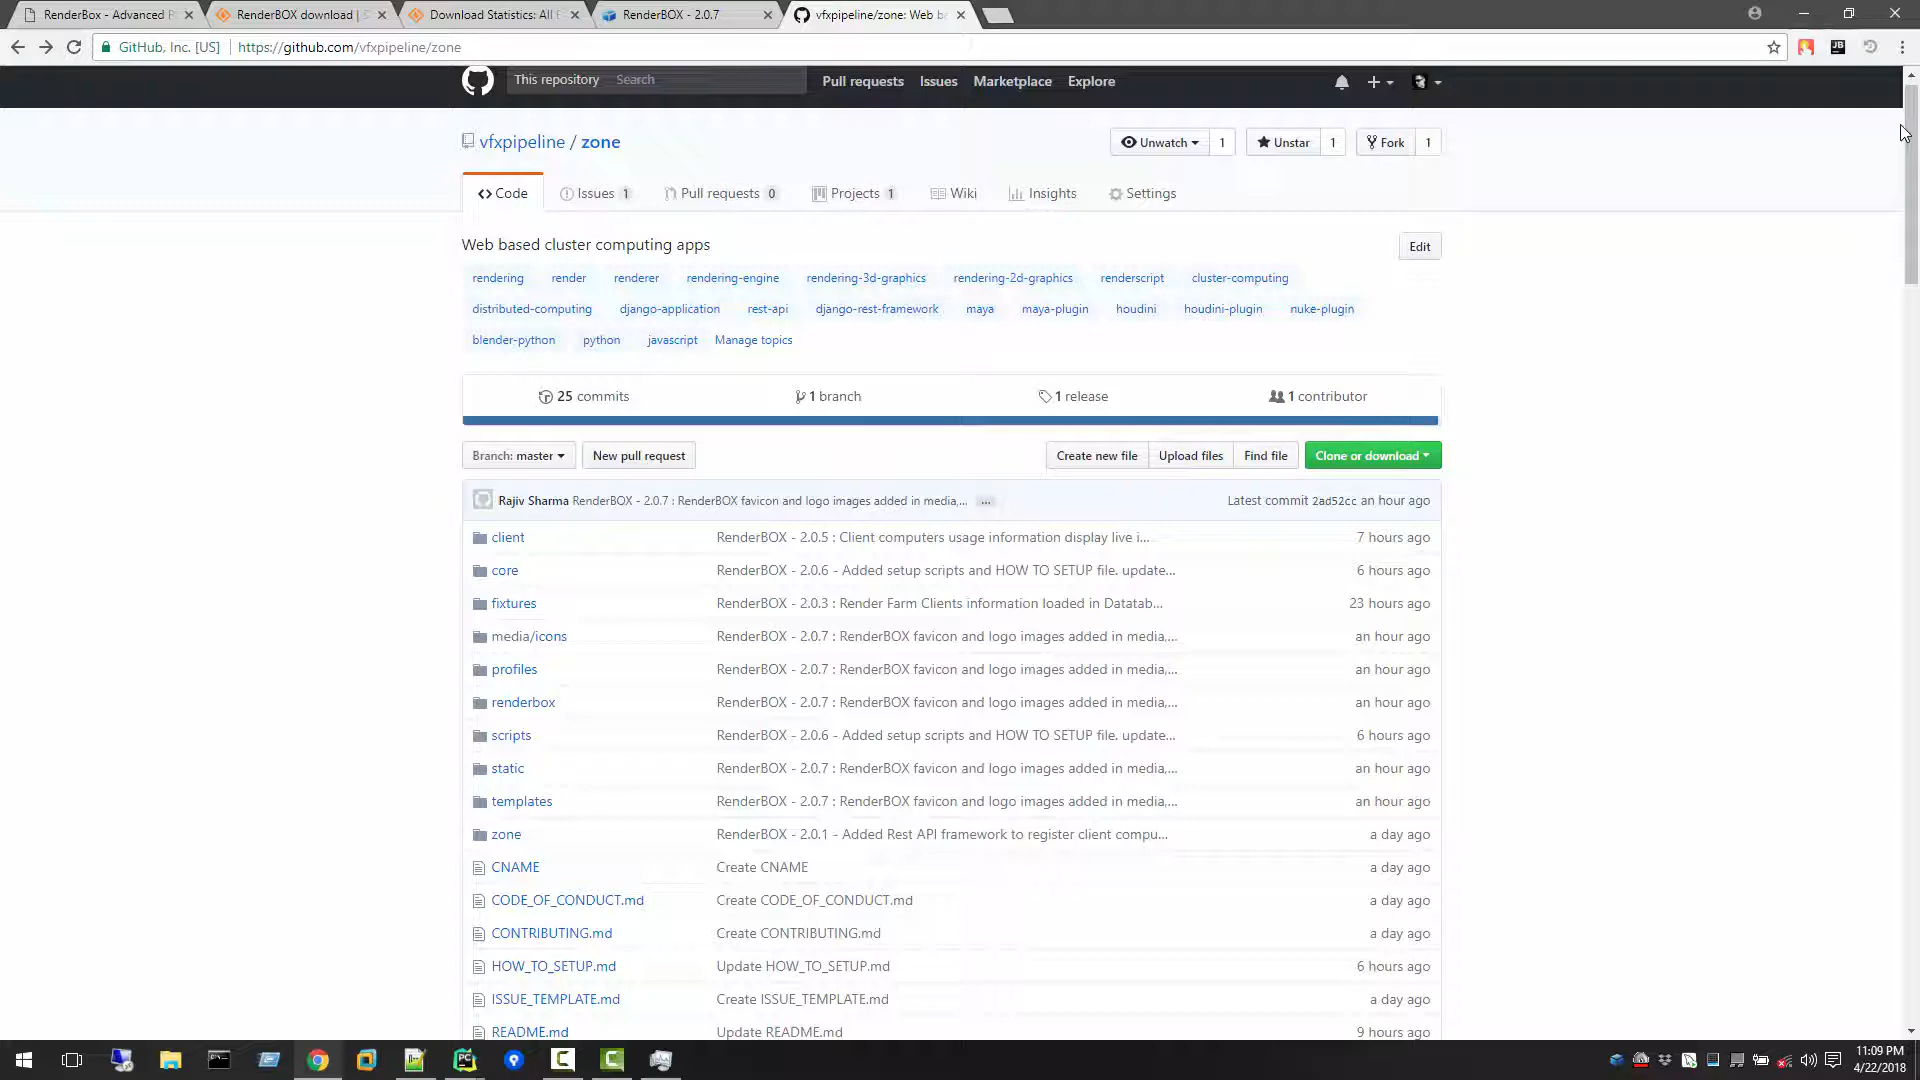 RenderBox - Advanced P
RenderBOX download | S
Download Statistics: All F
RenderBOX - 2.0.7
vfxpipeline/zone: Web ba
GitHub, Inc. [US] https://github.com/vfxpipeline/zone
This repository Search Pull requests Issues Marketplace Explore
vfxpipeline / zone
Unwatch 1 Unstar 1 Fork 1
Code Issues 1 Pull requests 0 Projects 1 Wiki Insights Settings
Web based cluster computing apps
Edit
rendering render renderer rendering-engine rendering-3d-graphics rendering-2d-graphics renderscript cluster-computing
distributed-computing django-application rest-api django-rest-framework maya maya-plugin houdini houdini-plugin nuke-plugin
blender-python python javascript Manage topics
25 commits 1 branch 1 release 1 contributor
Branch: master New pull request Create new file Upload files Find file Clone or download
Rajiv Sharma RenderBOX - 2.0.7 : RenderBOX favicon and logo images added in media,... ... Latest commit 2ad52cc an hour ago
client RenderBOX - 2.0.5 : Client computers usage information display live i... 7 hours ago
core RenderBOX - 2.0.6 - Added setup scripts and HOW TO SETUP file. update... 6 hours ago
fixtures RenderBOX - 2.0.3 : Render Farm Clients information loaded in Datatab... 23 hours ago
media/icons RenderBOX - 2.0.7 : RenderBOX favicon and logo images added in media,... an hour ago
profiles RenderBOX - 2.0.7 : RenderBOX favicon and logo images added in media,... an hour ago
renderbox RenderBOX - 2.0.7 : RenderBOX favicon and logo images added in media,... an hour ago
scripts RenderBOX - 2.0.6 - Added setup scripts and HOW TO SETUP file. update... 6 hours ago
static RenderBOX - 2.0.7 : RenderBOX favicon and logo images added in media,... an hour ago
templates RenderBOX - 2.0.7 : RenderBOX favicon and logo images added in media,... an hour ago
zone RenderBOX - 2.0.1 - Added Rest API framework to register client compu... a day ago
CNAME Create CNAME a day ago
CODE_OF_CONDUCT.md Create CODE_OF_CONDUCT.md a day ago
CONTRIBUTING.md Create CONTRIBUTING.md a day ago
HOW_TO_SETUP.md Update HOW_TO_SETUP.md 6 hours ago
ISSUE_TEMPLATE.md Create ISSUE_TEMPLATE.md a day ago
README.md Update README.md 9 hours ago
11:09 PM
4/22/2018